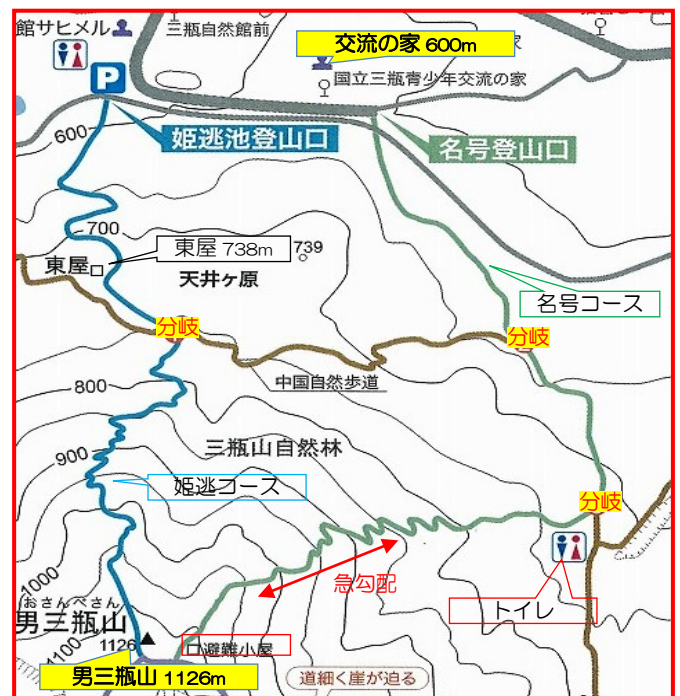 館サヒメル
三瓶自然館前
交流の家 600m
家
国立三瓶青少年交流の家
P
600
姫逃池登山口
名号登山口
700
東屋 738m
739
東屋
天井ヶ原
名号コース
分岐
分岐
中国自然歩道
800
三瓶山自然林
900
姫逃コース
分岐
急勾配
1000
トイレ
おさんべさん
男三瓶山
1126
避難小屋
1100
男三瓶山 1126m
道細く崖が迫る